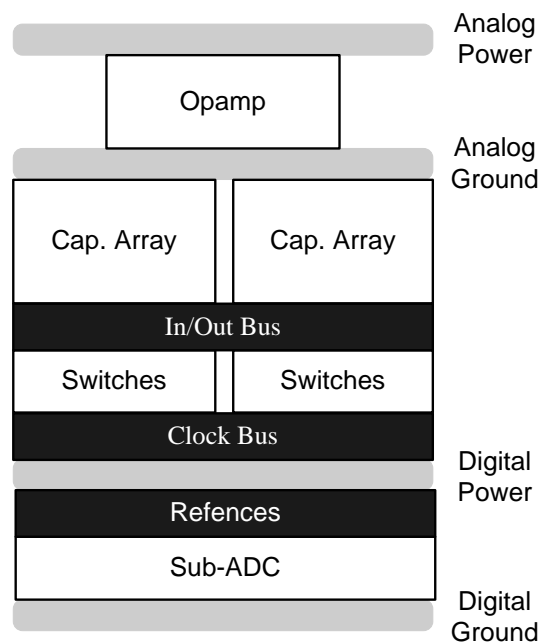 Analog
Power
Opamp
Analog
Ground
Cap. Array
Cap. Array
In/Out Bus
Switches
Switches
Clock Bus
Digital
Power
Refences
Sub-ADC
Digital
Ground